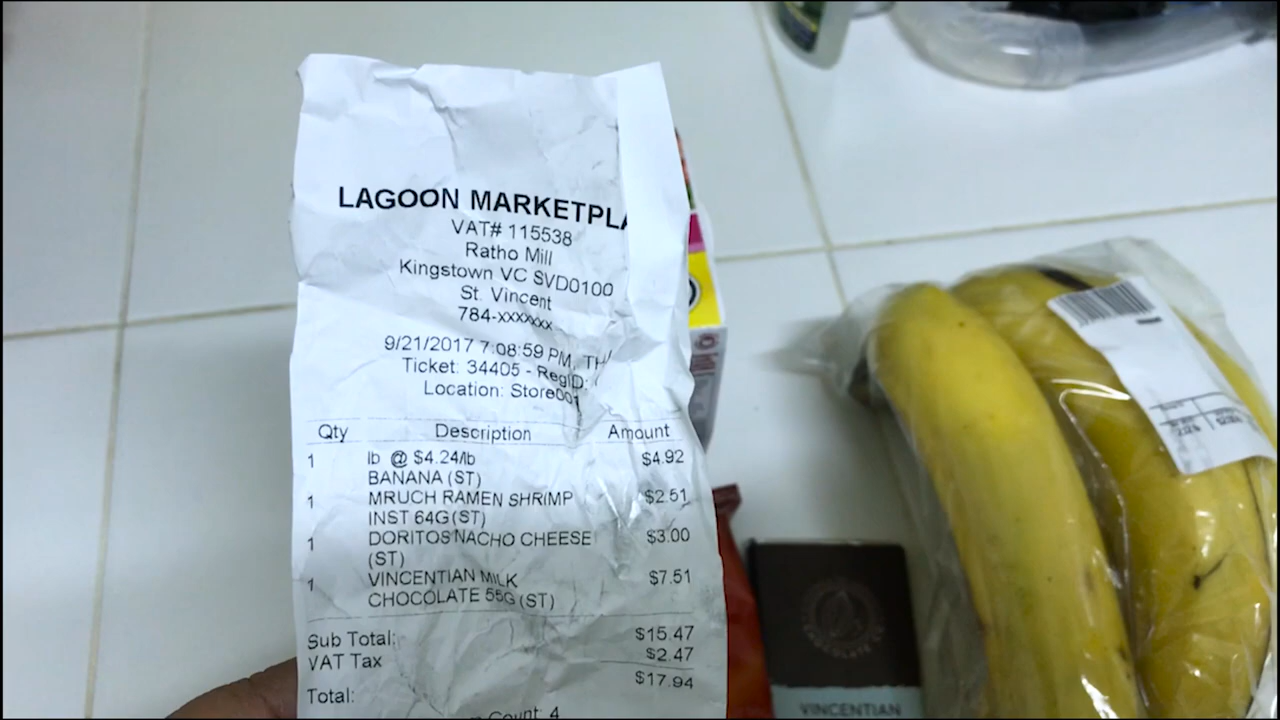 LAGOON MARKETPLA
VAT# 115538
Ratho Mill
Kingstown VC SVD0100
St. Vincent
784-xxxxxxx
9/21/2017 7:08:59 PM, TH
Ticket: 34405 - RegID:
Location: Store001
Qty Description Amount
1 lb @ $4.24/lb $4.92
BANANA (ST)
1 MRUCH RAMEN SHRIMP $2.51
INST 64G(ST)
1 DORITOS NACHO CHEESE $3.00
(ST)
1 VINCENTIAN MILK $7.51
CHOCOLATE 55G (ST)
Sub Total: $15.47
VAT Tax $2.47
Total: $17.94
Count: 4
VINCENTIAN